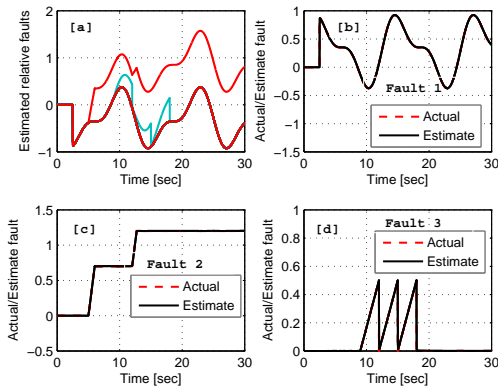 [a]
Estimated relative faults
2
1
0
−1
0
10
20
30
Time [sec]
[b]
Actual/Estimate fault
1
0.5
0
−0.5
−1
−1.5
0
10
20
30
Time [sec]
Fault 1
Actual
Estimate
[c]
Actual/Estimate fault
1.5
1
0.5
0
−0.5
0
10
20
30
Time [sec]
Fault 2
Actual
Estimate
[d]
Actual/Estimate fault
1
0.8
0.6
0.4
0.2
0
0
10
20
30
Time [sec]
Fault 3
Actual
Estimate